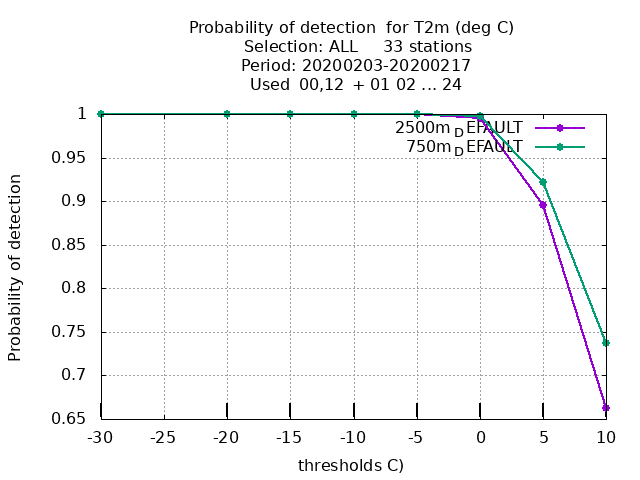 Probability of detection  for T2m (deg C)
Selection: ALL     33 stations
Period: 20200203-20200217
Used  00,12  + 01 02 ... 24
2500m_DEFAULT
750m_DEFAULT
1
0.95
0.9
0.85
0.8
0.75
0.7
0.65
Probability of detection
-30 -25 -20 -15 -10 -5 0 5 10
thresholds C)